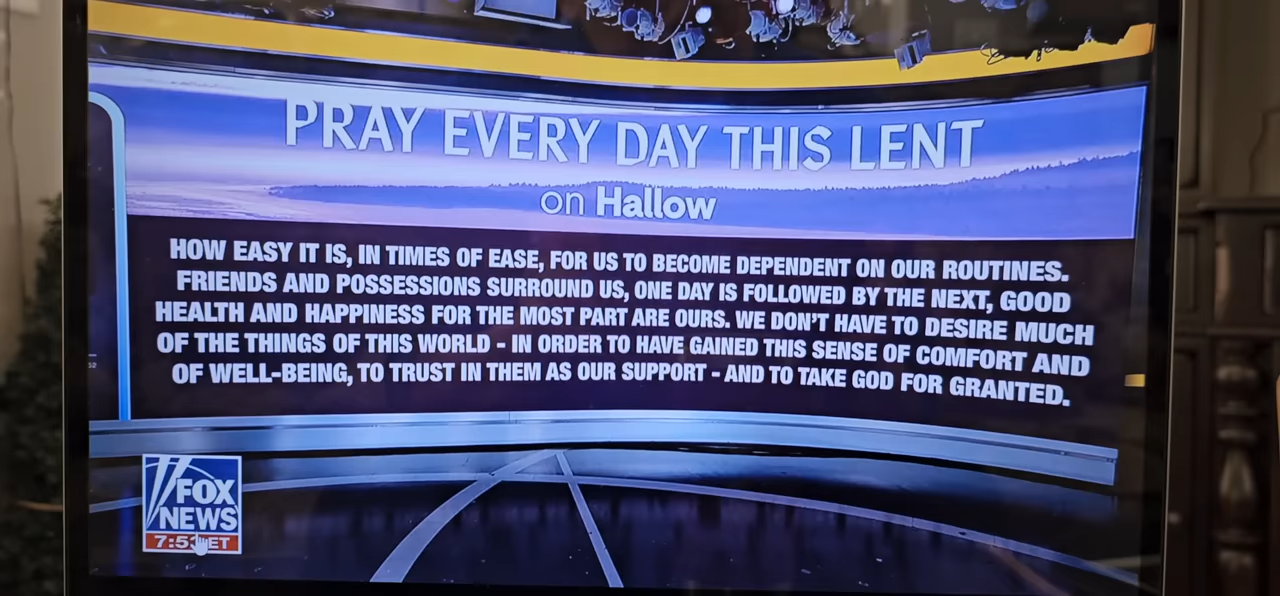 PRAY EVERY DAY THIS LENT
on Hallow
HOW EASY IT IS, IN TIMES OF EASE, FOR US TO BECOME DEPENDENT ON OUR ROUTINES.
FRIENDS AND POSSESSIONS SURROUND US, ONE DAY IS FOLLOWED BY THE NEXT, GOOD
HEALTH AND HAPPINESS FOR THE MOST PART ARE OURS. WE DON'T HAVE TO DESIRE MUCH
OF THE THINGS OF THIS WORLD - IN ORDER TO HAVE GAINED THIS SENSE OF COMFORT AND
OF WELL-BEING, TO TRUST IN THEM AS OUR SUPPORT - AND TO TAKE GOD FOR GRANTED.
FOX
NEWS
ET